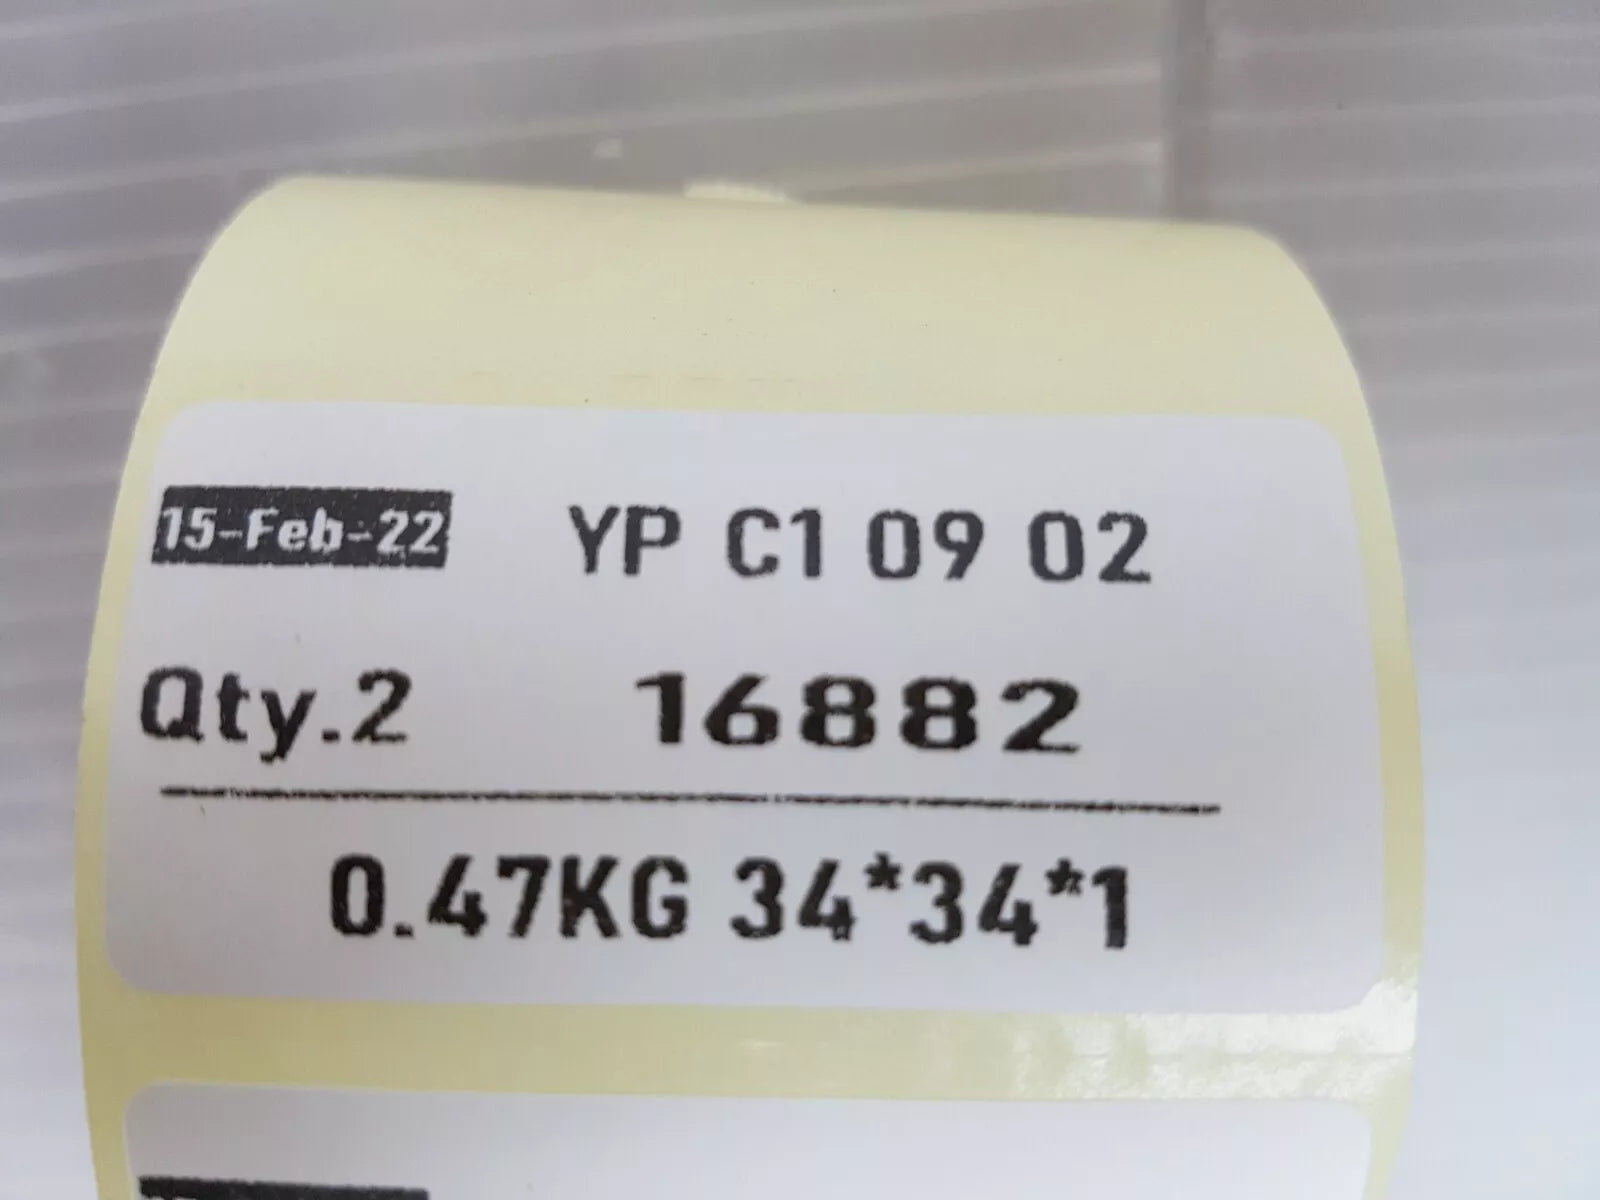 15-Feb-22 YP C1 09 02
Qty.2 16882
0.47KG 34*34*1